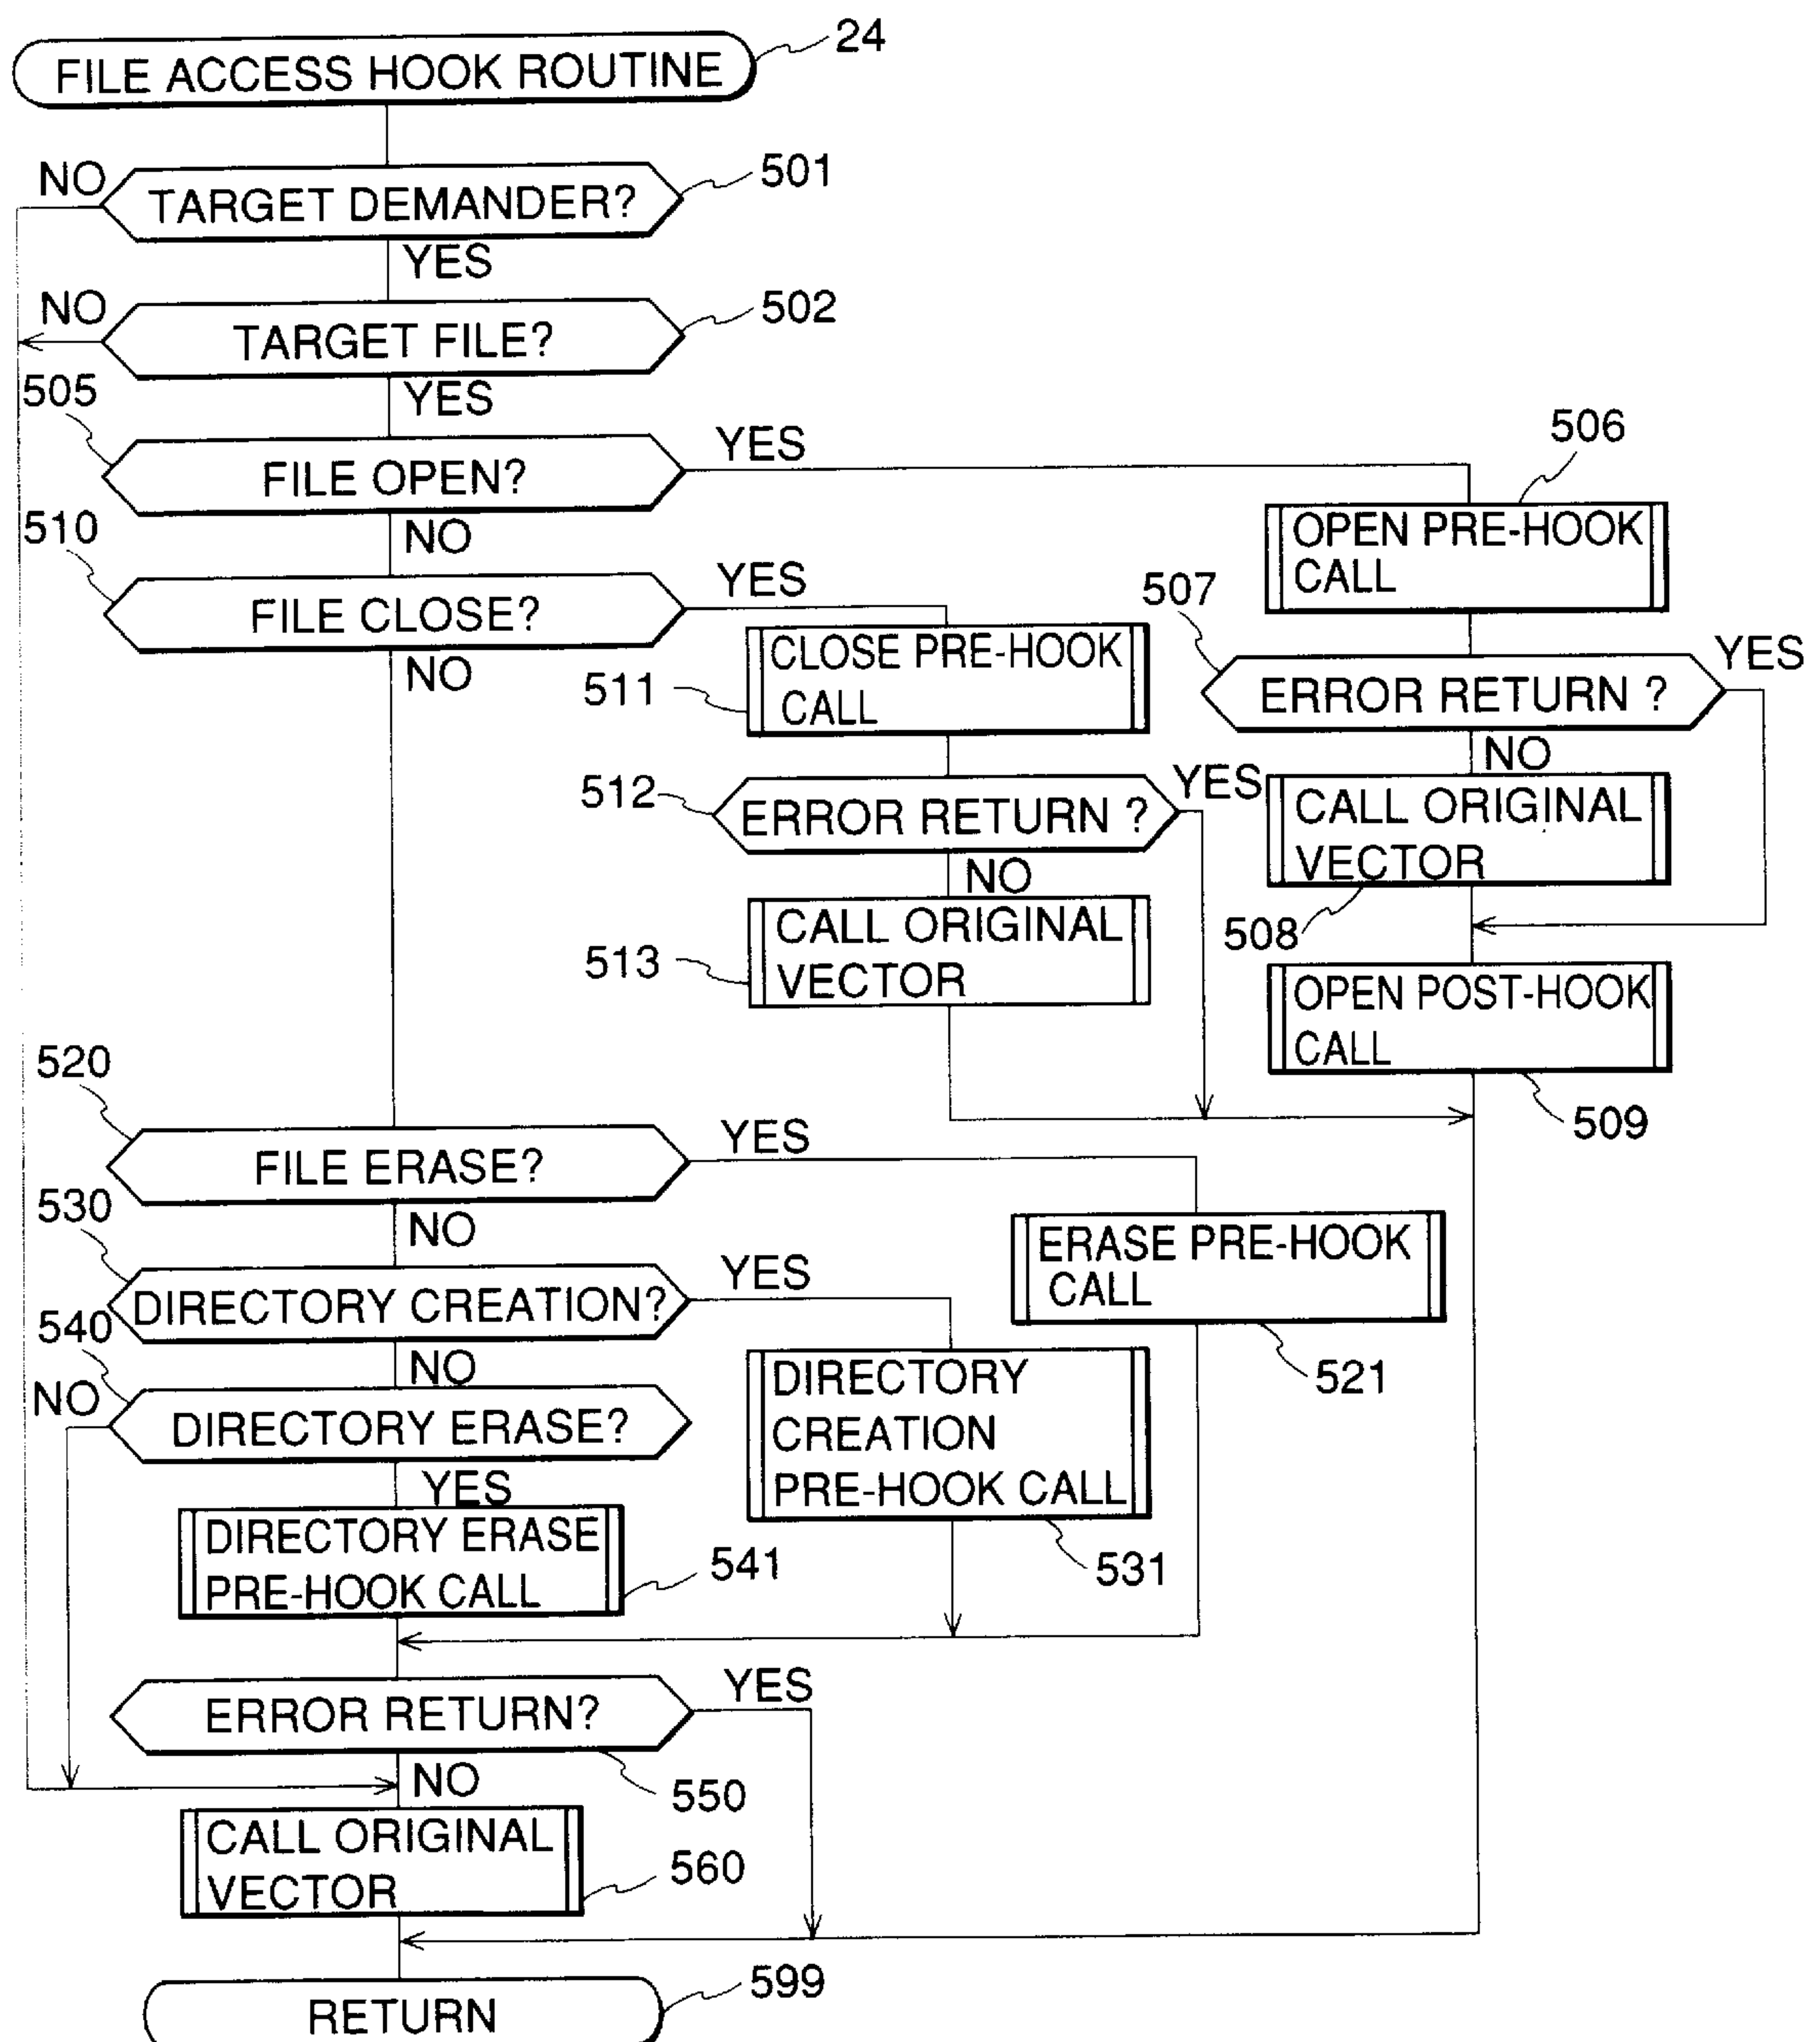 24
FILE ACCESS HOOK ROUTINE
NO
501
TARGET DEMANDER?
YES
NO
502
TARGET FILE?
505
YES
YES
506
FILE OPEN?
510
NO
OPEN PRE-HOOK
CALL
YES
507
FILE CLOSE?
NO
CLOSE PRE-HOOK
CALL
511
YES
ERROR RETURN ?
NO
512
YES
ERROR RETURN ?
CALL ORIGINAL
VECTOR
NO
508
513
CALL ORIGINAL
VECTOR
OPEN POST-HOOK
CALL
509
520
YES
FILE ERASE?
530
NO
ERASE PRE-HOOK
CALL
521
YES
DIRECTORY CREATION?
540
NO
DIRECTORY
CREATION
PRE-HOOK CALL
531
NO
DIRECTORY ERASE?
YES
DIRECTORY ERASE
PRE-HOOK CALL
541
YES
ERROR RETURN?
NO
550
CALL ORIGINAL
VECTOR
560
599
RETURN